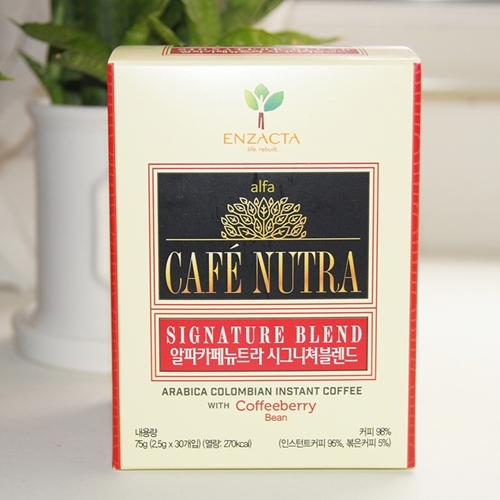 ENZACTA
life. rebuilt.
alfa
CAFÉ NUTRA
SIGNATURE BLEND
알파카페뉴트라 시그니쳐블렌드
ARABICA COLOMBIAN INSTANT COFFEE
WITH Coffeeberry
Bean
내용량 커피 98%
75g (2.5g x 30개입) (열량: 270kcal) (인스턴트커피 95%, 볶은커피 5%)